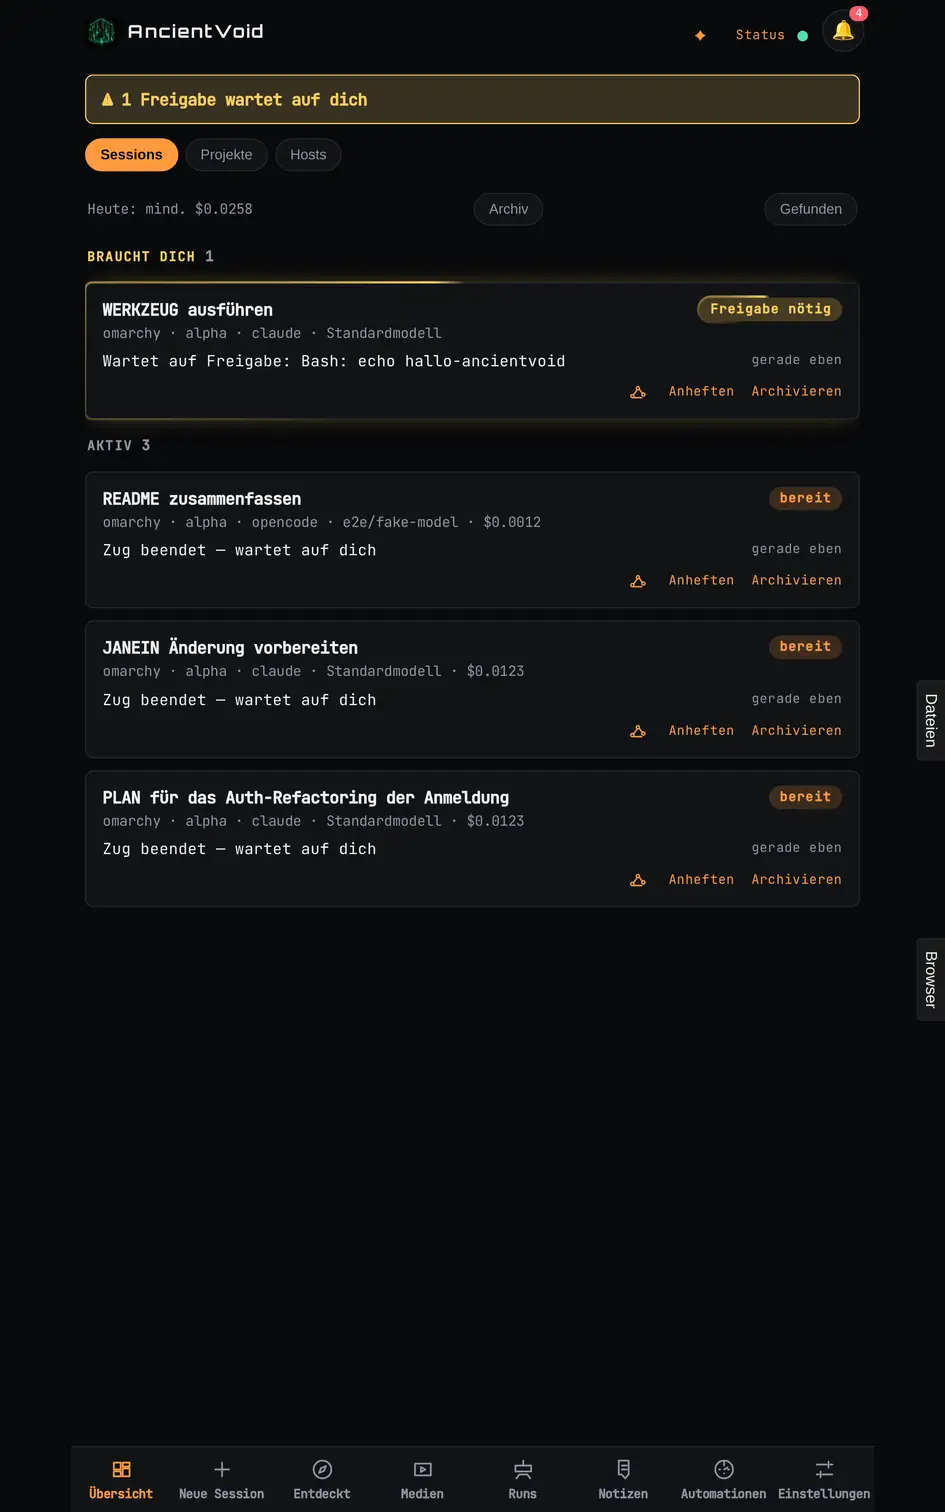 AncientVoid
✦ Status
4
1 Freigabe wartet auf dich
Sessions Projekte Hosts
Heute: mind. $0.0258 Archiv Gefunden
BRAUCHT DICH 1
WERKZEUG ausführen Freigabe nötig
omarchy · alpha · claude · Standardmodell
Wartet auf Freigabe: Bash: echo hallo-ancientvoid gerade eben
Anheften Archivieren
AKTIV 3
README zusammenfassen bereit
omarchy · alpha · opencode · e2e/fake-model · $0.0012
Zug beendet — wartet auf dich gerade eben
Anheften Archivieren
JANEIN Änderung vorbereiten bereit
omarchy · alpha · claude · Standardmodell · $0.0123
Zug beendet — wartet auf dich gerade eben
Anheften Archivieren
PLAN für das Auth-Refactoring der Anmeldung bereit
omarchy · alpha · claude · Standardmodell · $0.0123
Zug beendet — wartet auf dich gerade eben
Anheften Archivieren
Dateien
Browser
Übersicht Neue Session Entdeckt Medien Runs Notizen Automationen Einstellungen